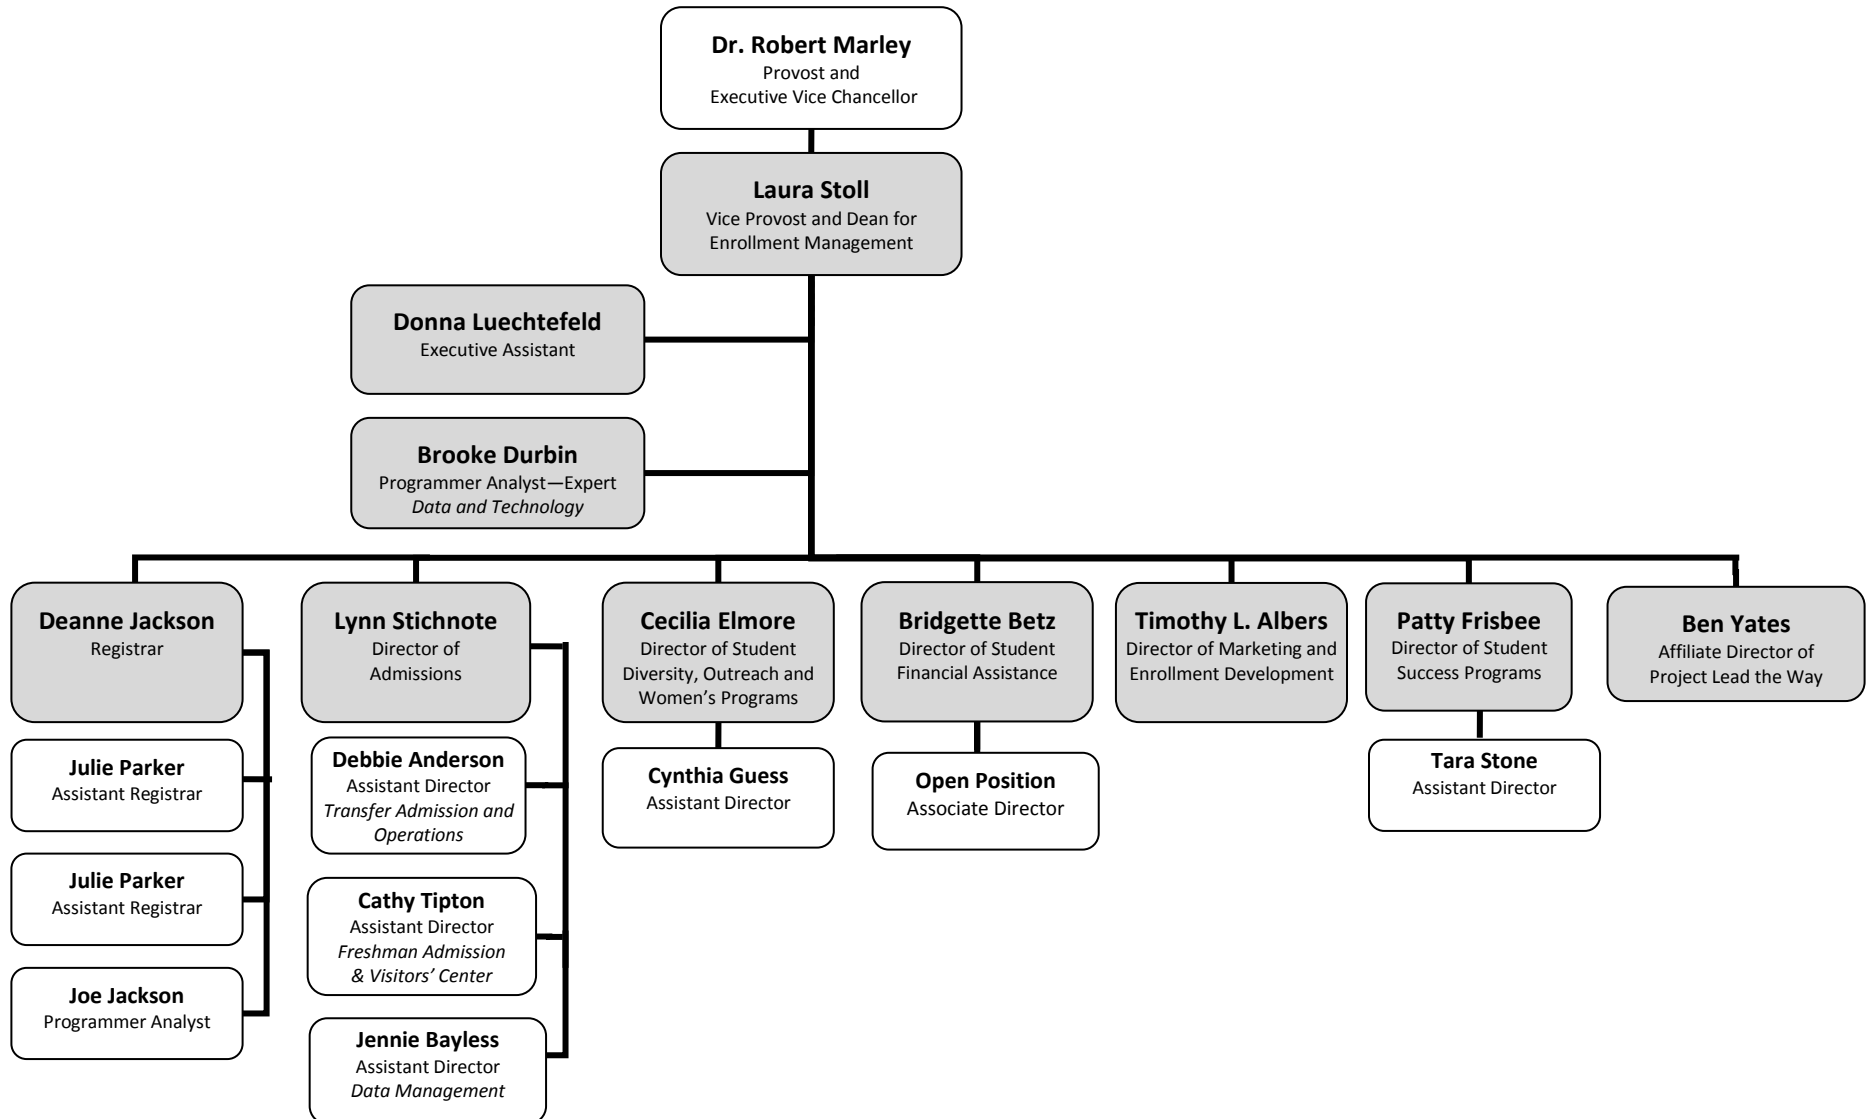 Dr. Robert Marley
Provost and
Executive Vice Chancellor
Laura Stoll
Vice Provost and Dean for
Enrollment Management
Donna Luechtefeld
Executive Assistant
Brooke Durbin
Programmer Analyst—Expert
Data and Technology
Deanne Jackson
Registrar
Julie Parker
Assistant Registrar
Julie Parker
Assistant Registrar
Joe Jackson
Programmer Analyst
Lynn Stichnote
Director of
Admissions
Debbie Anderson
Assistant Director
Transfer Admission and
Operations
Cathy Tipton
Assistant Director
Freshman Admission
& Visitors’ Center
Jennie Bayless
Assistant Director
Data Management
Cecilia Elmore
Director of Student
Diversity, Outreach and
Women’s Programs
Cynthia Guess
Assistant Director
Bridgette Betz
Director of Student
Financial Assistance
Open Position
Associate Director
Timothy L. Albers
Director of Marketing and
Enrollment Development
Patty Frisbee
Director of Student
Success Programs
Tara Stone
Assistant Director
Ben Yates
Affiliate Director of
Project Lead the Way